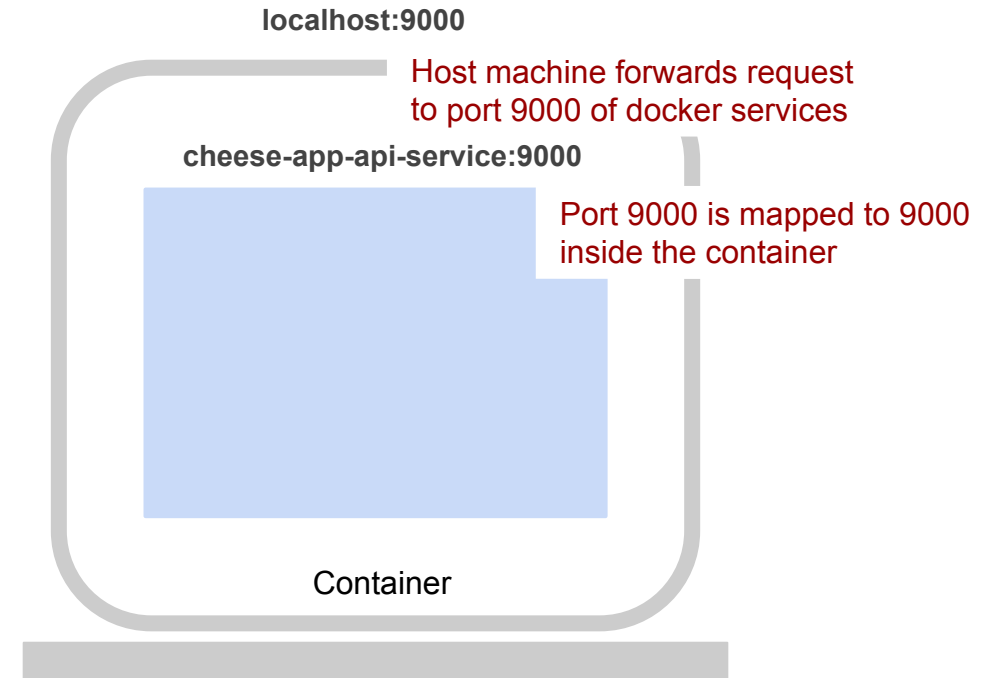 localhost:9000
Host machine forwards request
to port 9000 of docker services
cheese-app-api-service:9000
Port 9000 is mapped to 9000
inside the container
Container